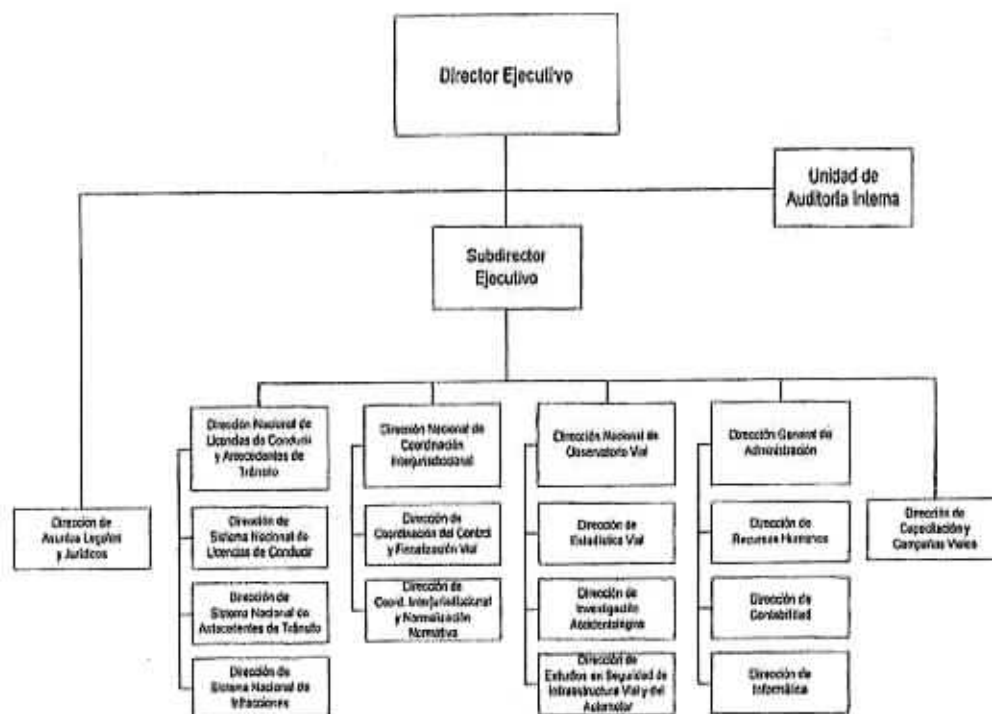 Director Ejecutivo
Unidad de
Auditoría Interna
Subdirector
Ejecutivo
Dirección Nacional de
Licencias de Conducir
y Antecedentes de
Tránsito
Dirección Nacional de
Coordinación
Interjurisdiccional
Dirección Nacional de
Observatorio Vial
Dirección General de
Administración
Dirección de
Asuntos Legales
y Jurídicos
Dirección de
Sistema Nacional
de Licencias de Conducir
Dirección de
Coordinación del Control
y Fiscalización Vial
Dirección de
Estadística Vial
Dirección de
Recursos Humanos
Dirección de
Capacitación y
Campañas Viales
Dirección de
Sistema Nacional de
Antecedentes de Tránsito
Dirección de
Coord. Interjurisdiccional
y Normalización
Normativa
Dirección de
Investigación
Accidentológica
Dirección de
Contabilidad
Dirección de
Sistema Nacional de
Infracciones
Dirección de
Estudios en Seguridad de
Infraestructura Vial y del
Automotor
Dirección de
Informática